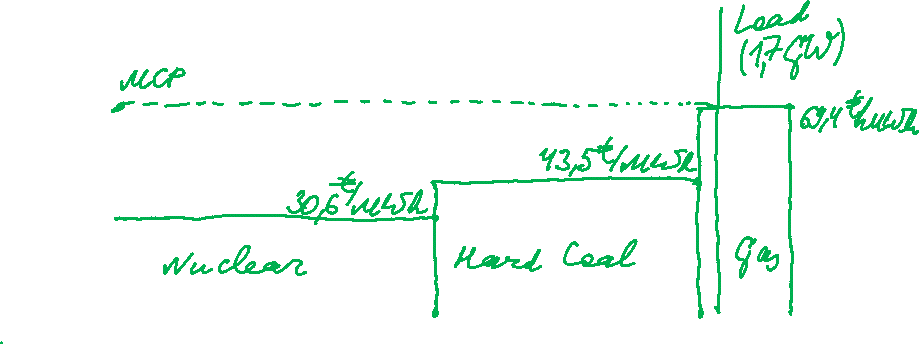 Load
(1,7 GW)
MCP
69,4 €/MWh
43,5 €/MWh
30,6 €/MWh
Nuclear
Hard Coal
Gas